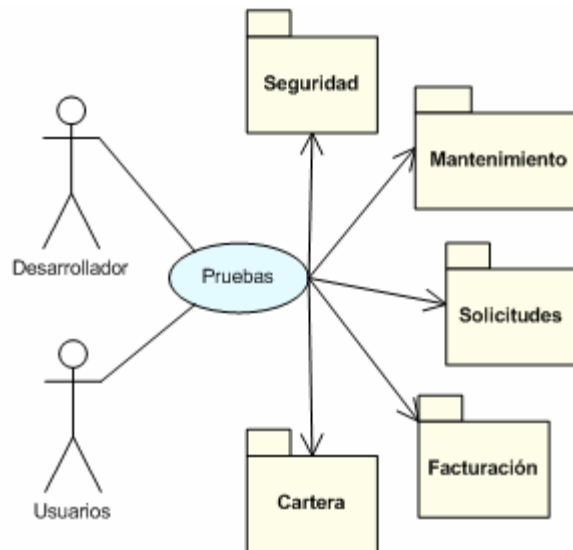 Seguridad
Mantenimiento
Desarrollador
Pruebas
Solicitudes
Facturación
Cartera
Usuarios